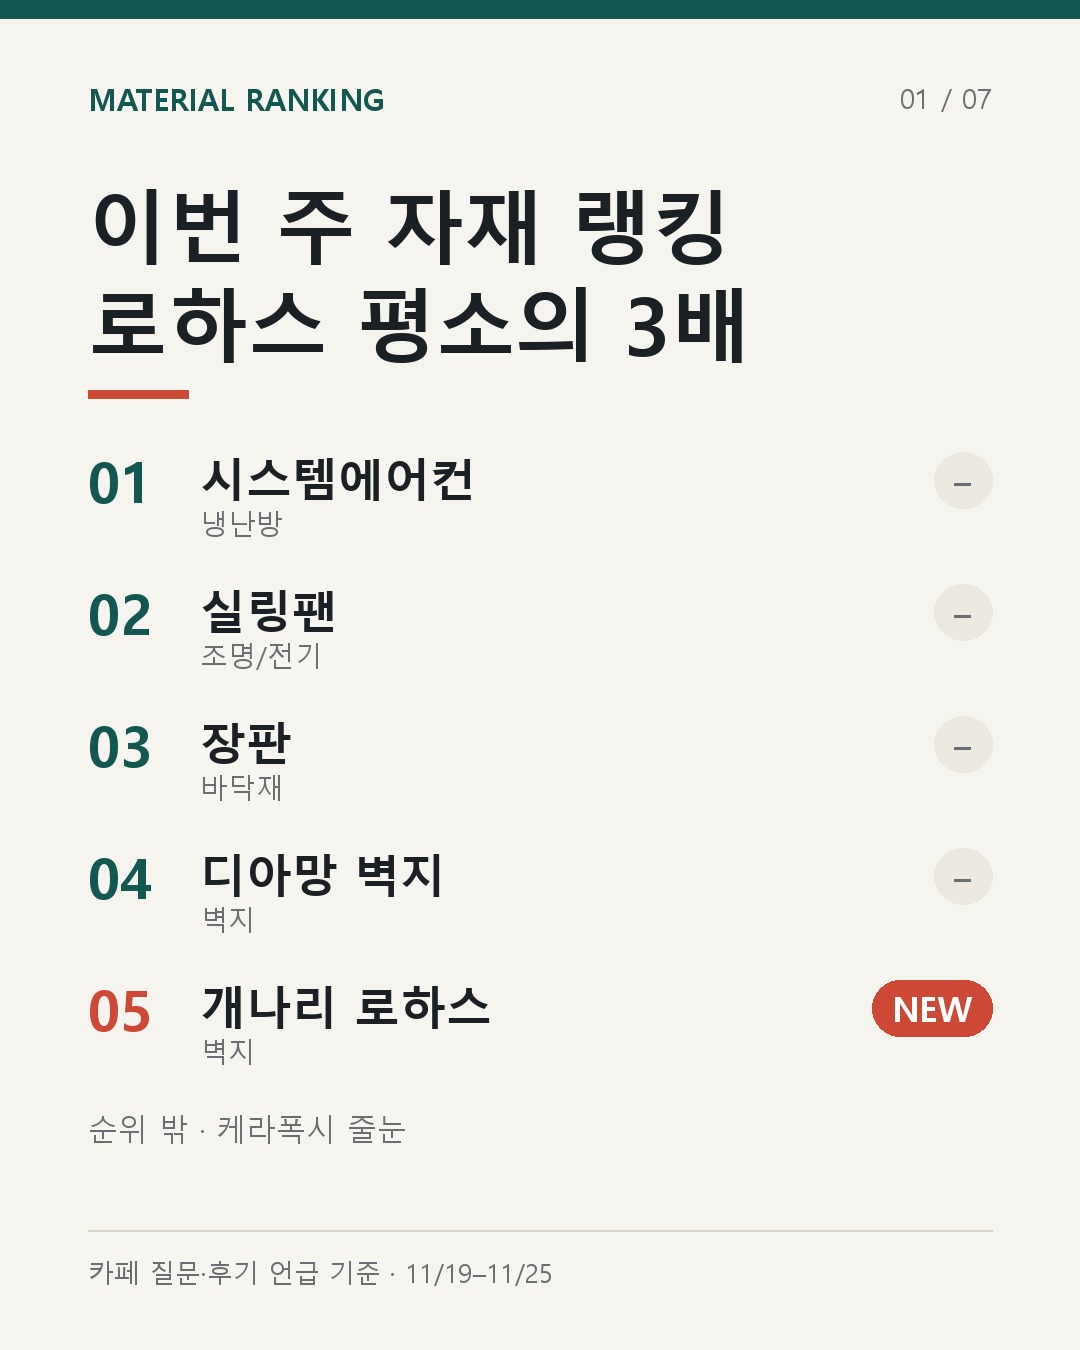 MATERIAL RANKING
01 / 07
이번 주 자재 랭킹
로하스 평소의 3배
01 시스템에어컨 –
냉난방
02 실링팬 –
조명/전기
03 장판 –
바닥재
04 디아망 벽지 –
벽지
05 개나리 로하스 NEW
벽지
순위 밖 · 케라폭시 줄눈
카페 질문·후기 언급 기준 · 11/19–11/25